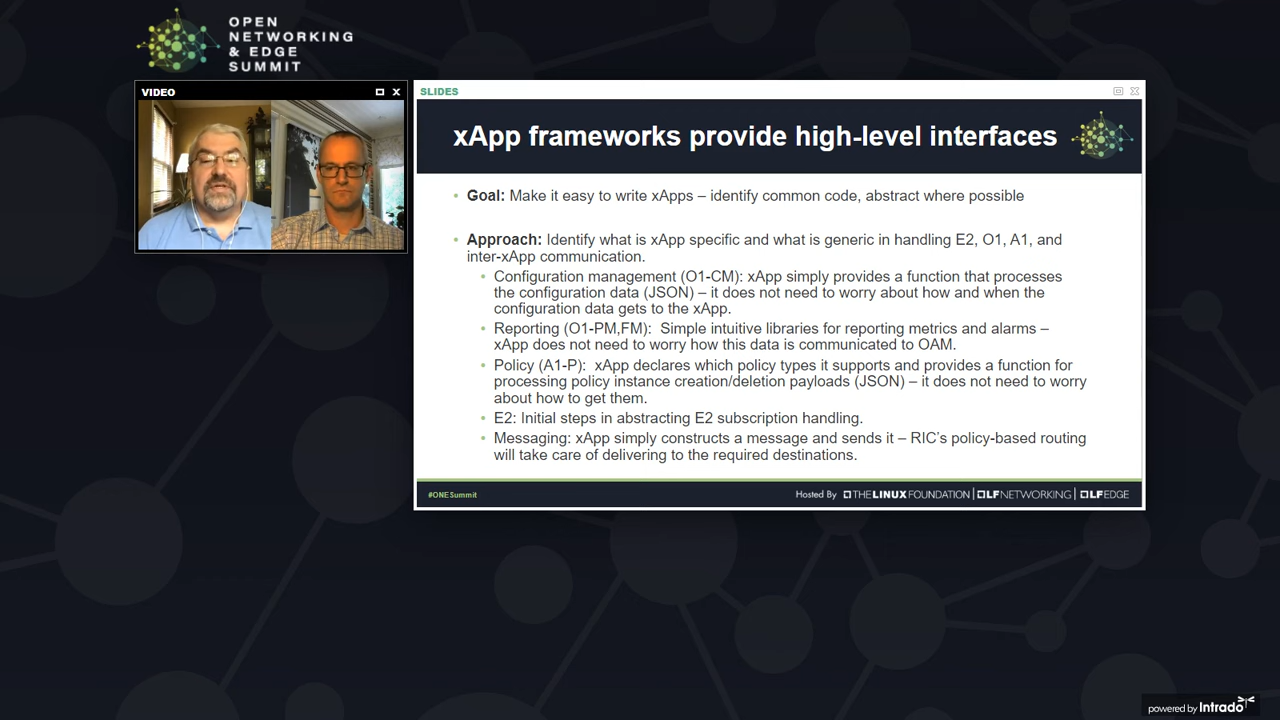 OPEN
NETWORKING
& EDGE
SUMMIT
VIDEO
SLIDES
xApp frameworks provide high-level interfaces
• Goal: Make it easy to write xApps – identify common code, abstract where possible
• Approach: Identify what is xApp specific and what is generic in handling E2, O1, A1, and
inter-xApp communication.
• Configuration management (O1-CM): xApp simply provides a function that processes
the configuration data (JSON) – it does not need to worry about how and when the
configuration data gets to the xApp.
• Reporting (O1-PM,FM): Simple intuitive libraries for reporting metrics and alarms –
xApp does not need to worry how this data is communicated to OAM.
• Policy (A1-P): xApp declares which policy types it supports and provides a function for
processing policy instance creation/deletion payloads (JSON) – it does not need to worry
about how to get them.
• E2: Initial steps in abstracting E2 subscription handling.
• Messaging: xApp simply constructs a message and sends it – RIC's policy-based routing
will take care of delivering to the required destinations.
#ONESummit
Hosted By THE LINUX FOUNDATION | LF NETWORKING | LF EDGE
powered by Intrado